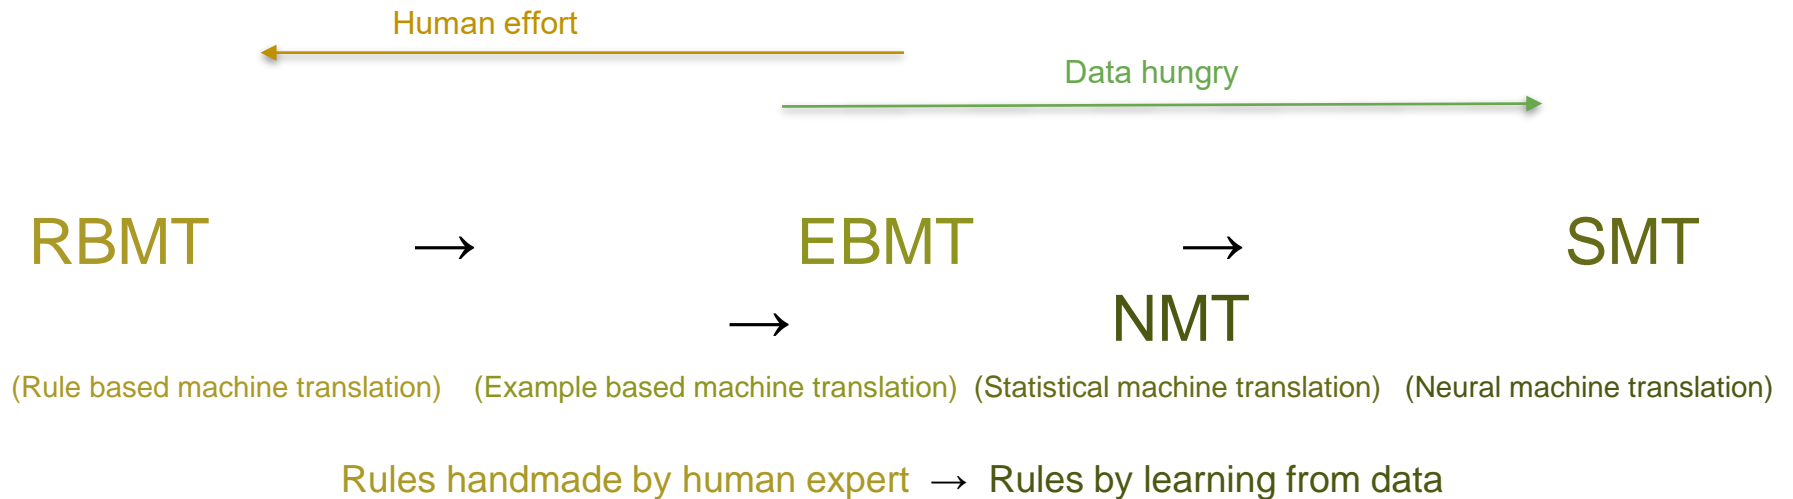 Human effort
Data hungry
RBMT → EBMT → SMT
→ NMT
(Rule based machine translation) (Example based machine translation) (Statistical machine translation) (Neural machine translation)
Rules handmade by human expert → Rules by learning from data